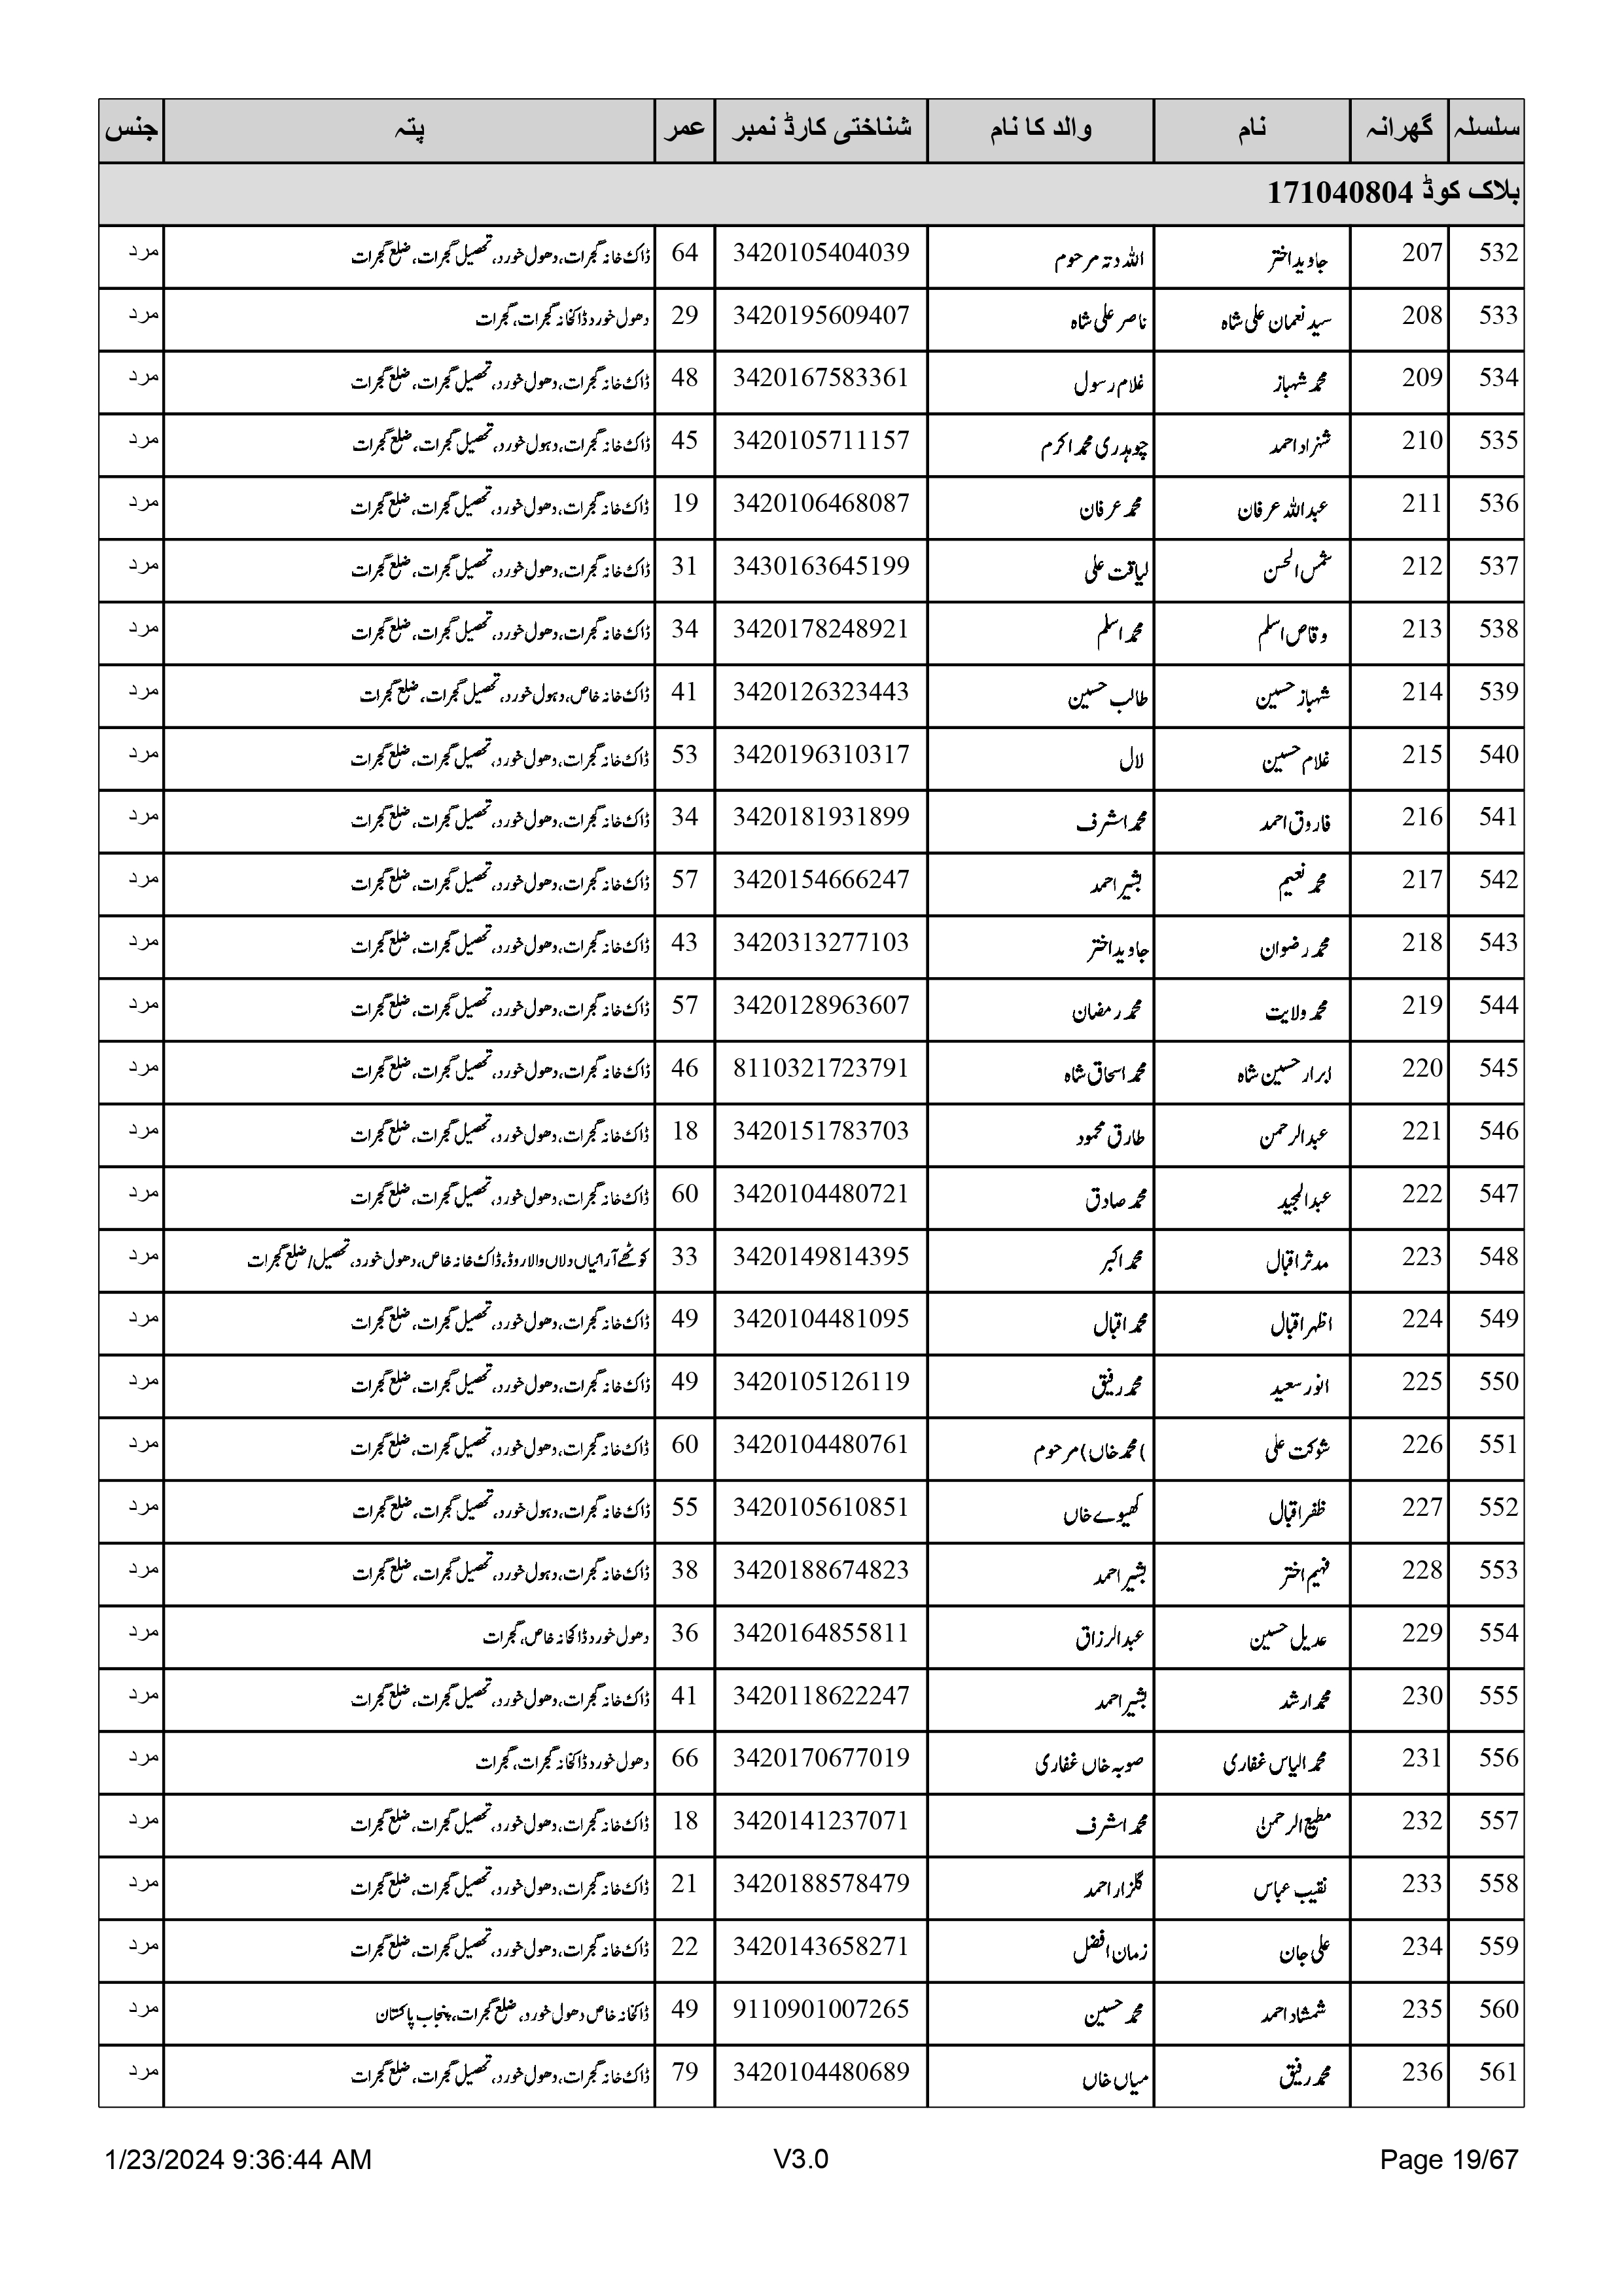 سلسلہ گھرانہ نام والد کا نام شناختی کارڈ نمبر عمر پتہ جنس
بلاک کوڈ 171040804
532 207 جاوید اختر اللہ دتہ مرحوم 3420105404039 64 ڈاک خانہ گجرات، دھول خورد، تحصیل گجرات، ضلع گجرات مرد
533 208 سید نعمان علی شاہ ناصر علی شاہ 3420195609407 29 دھول خورد ڈاکخانہ گجرات، گجرات مرد
534 209 محمد شہباز غلام رسول 3420167583361 48 ڈاک خانہ گجرات، دھول خورد، تحصیل گجرات، ضلع گجرات مرد
535 210 شہزاد احمد چوہدری محمد اکرم 3420105711157 45 ڈاک خانہ گجرات، دہول خورد، تحصیل گجرات، ضلع گجرات مرد
536 211 عبداللہ عرفان محمد عرفان 3420106468087 19 ڈاک خانہ گجرات، دھول خورد، تحصیل گجرات، ضلع گجرات مرد
537 212 شمس الحسن لیاقت علی 3430163645199 31 ڈاک خانہ گجرات، دھول خورد، تحصیل گجرات، ضلع گجرات مرد
538 213 وقاص اسلم محمد اسلم 3420178248921 34 ڈاک خانہ گجرات، دھول خورد، تحصیل گجرات، ضلع گجرات مرد
539 214 شہباز حسین طالب حسین 3420126323443 41 ڈاک خانہ خاص، دہول خورد، تحصیل گجرات، ضلع گجرات مرد
540 215 غلام حسین لال 3420196310317 53 ڈاک خانہ گجرات، دھول خورد، تحصیل گجرات، ضلع گجرات مرد
541 216 فاروق احمد محمد اشرف 3420181931899 34 ڈاک خانہ گجرات، دھول خورد، تحصیل گجرات، ضلع گجرات مرد
542 217 محمد نعیم بشیر احمد 3420154666247 57 ڈاک خانہ گجرات، دھول خورد، تحصیل گجرات، ضلع گجرات مرد
543 218 محمد رضوان جاوید اختر 3420313277103 43 ڈاک خانہ گجرات، دھول خورد، تحصیل گجرات، ضلع گجرات مرد
544 219 محمد ولایت محمد رمضان 3420128963607 57 ڈاک خانہ گجرات، دھول خورد، تحصیل گجرات، ضلع گجرات مرد
545 220 ابرار حسین شاہ محمد اسحاق شاہ 8110321723791 46 ڈاک خانہ گجرات، دھول خورد، تحصیل گجرات، ضلع گجرات مرد
546 221 عبدالرحمن طارق محمود 3420151783703 18 ڈاک خانہ گجرات، دھول خورد، تحصیل گجرات، ضلع گجرات مرد
547 222 عبدالمجید محمد صادق 3420104480721 60 ڈاک خانہ گجرات، دھول خورد، تحصیل گجرات، ضلع گجرات مرد
548 223 مدثر اقبال محمد اکبر 3420149814395 33 کوٹھے آرائیاں دلاں والا روڈ، ڈاک خانہ خاص، دھول خورد، تحصیل/ضلع گجرات مرد
549 224 اظہر اقبال محمد اقبال 3420104481095 49 ڈاک خانہ گجرات، دھول خورد، تحصیل گجرات، ضلع گجرات مرد
550 225 انور سعید محمد رفیق 3420105126119 49 ڈاک خانہ گجرات، دھول خورد، تحصیل گجرات، ضلع گجرات مرد
551 226 شوکت علی )محمد خاں)مرحوم 3420104480761 60 ڈاک خانہ گجرات، دھول خورد، تحصیل گجرات، ضلع گجرات مرد
552 227 ظفر اقبال کھیوے خاں 3420105610851 55 ڈاک خانہ گجرات، دہول خورد، تحصیل گجرات، ضلع گجرات مرد
553 228 فہیم اختر بشیر احمد 3420188674823 38 ڈاک خانہ گجرات، دہول خورد، تحصیل گجرات، ضلع گجرات مرد
554 229 عدیل حسین عبدالرزاق 3420164855811 36 دھول خورد ڈاکخانہ خاص، گجرات مرد
555 230 محمد ارشد بشیر احمد 3420118622247 41 ڈاک خانہ گجرات، دھول خورد، تحصیل گجرات، ضلع گجرات مرد
556 231 محمد الیاس غفاری صوبہ خاں غفاری 3420170677019 66 دھول خورد ڈاکخانہ گجرات، گجرات مرد
557 232 مطیع الرحمٰن محمد اشرف 3420141237071 18 ڈاک خانہ گجرات، دھول خورد، تحصیل گجرات، ضلع گجرات مرد
558 233 نقیب عباس گلزار احمد 3420188578479 21 ڈاک خانہ گجرات، دھول خورد، تحصیل گجرات، ضلع گجرات مرد
559 234 علی جان زمان افضل 3420143658271 22 ڈاک خانہ گجرات، دھول خورد، تحصیل گجرات، ضلع گجرات مرد
560 235 شمشاد احمد محمد حسین 9110901007265 49 ڈاکخانہ خاص دھول خورد، ضلع گجرات، پنجاب پاکستان مرد
561 236 محمد رفیق میاں خاں 3420104480689 79 ڈاک خانہ گجرات، دھول خورد، تحصیل گجرات، ضلع گجرات مرد
1/23/2024 9:36:44 AM V3.0 Page 19/67